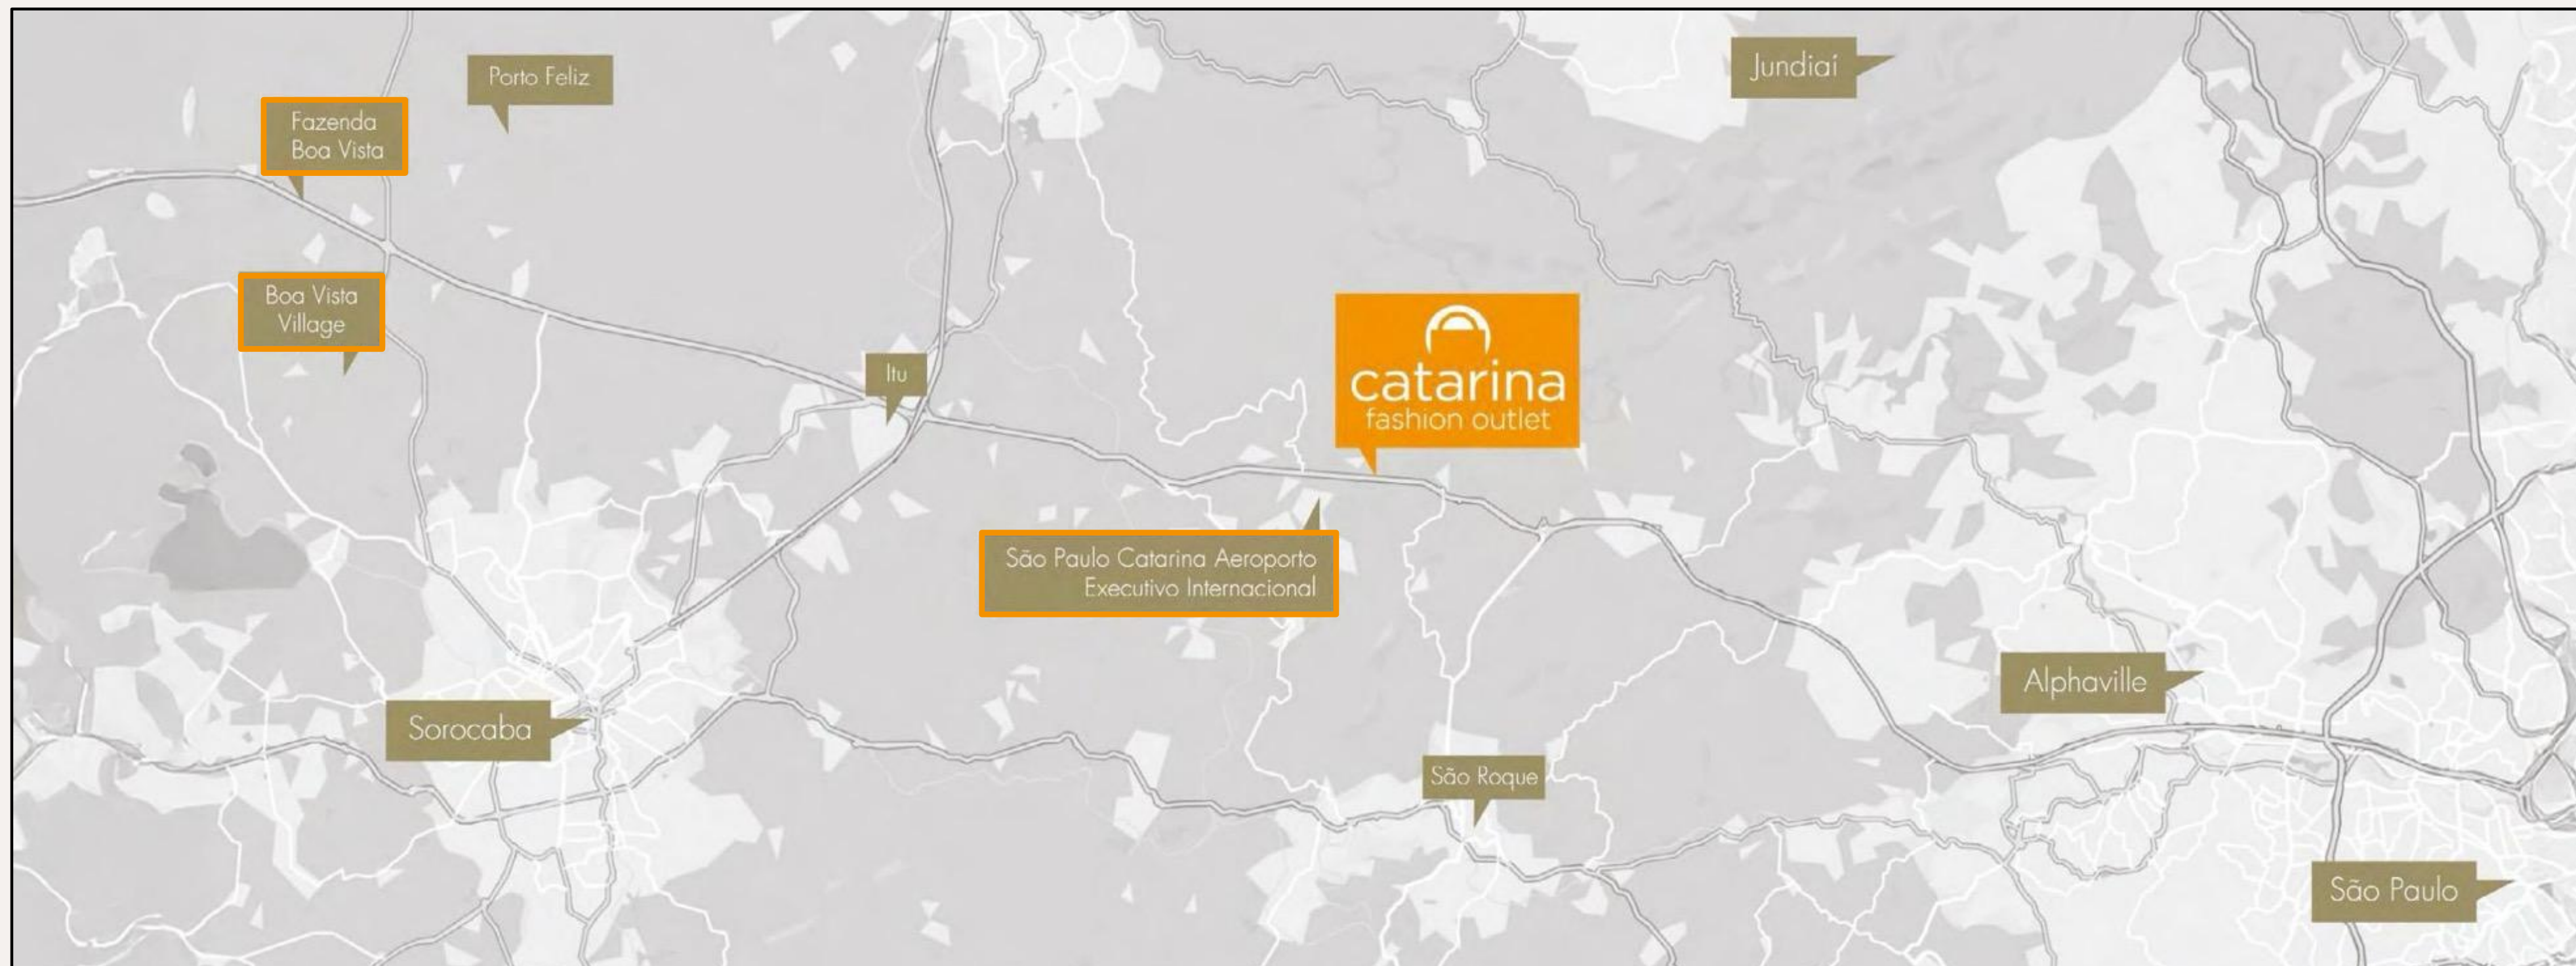 Jundiaí
Porto Feliz
Fazenda
Boa Vista
Boa Vista
Village
Itu
catarina
fashion outlet
São Paulo Catarina Aeroporto
Executivo Internacional
Alphaville
Sorocaba
São Roque
São Paulo